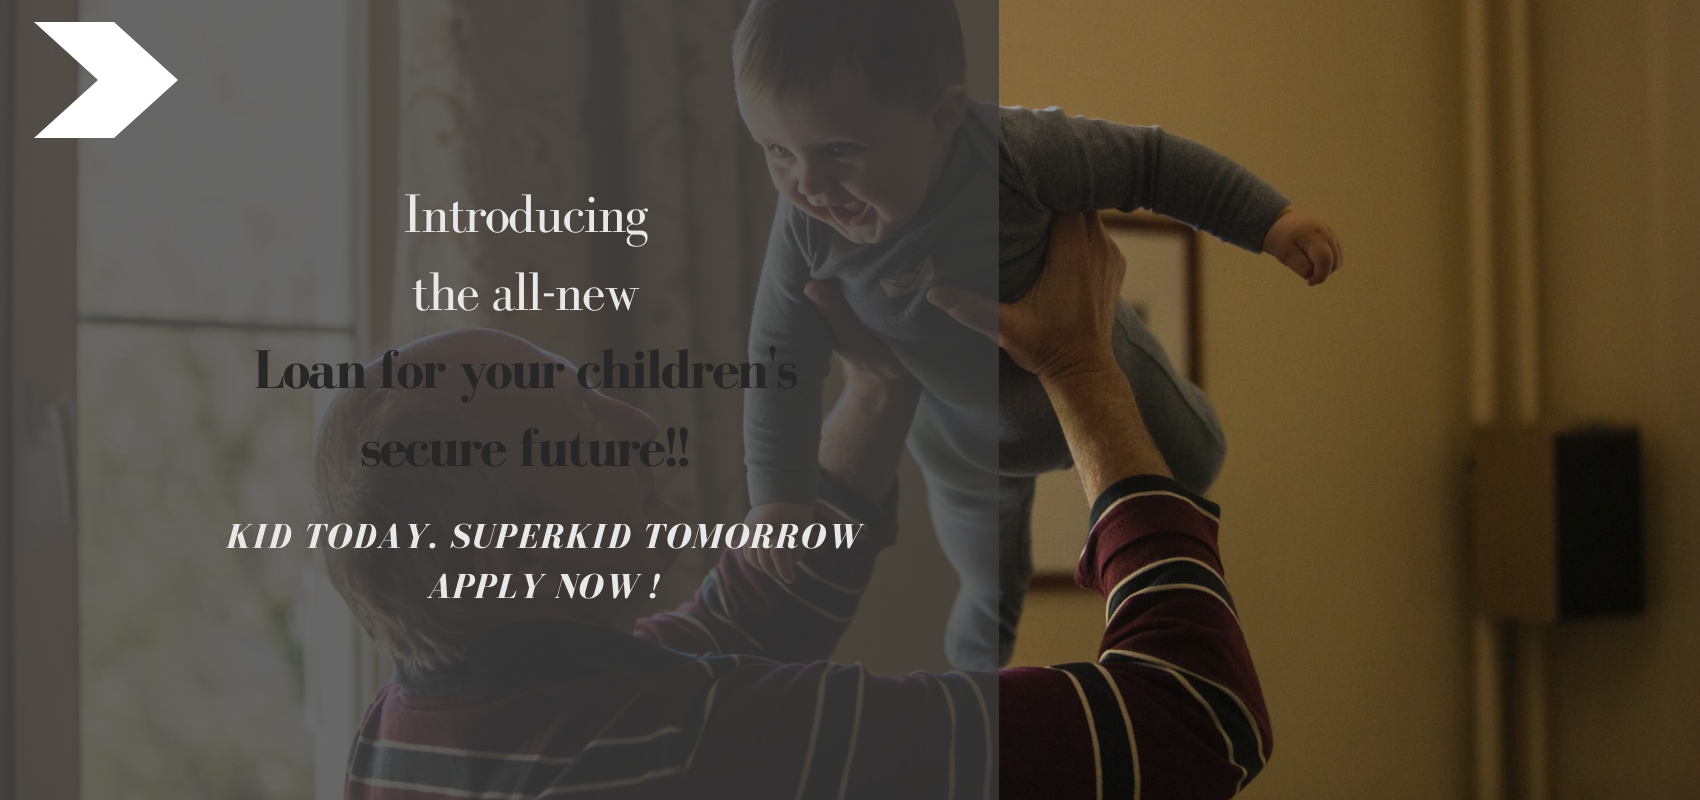 Introducing
the all-new
Loan for your children's
secure future!!
KID TODAY. SUPERKID TOMORROW
APPLY NOW !